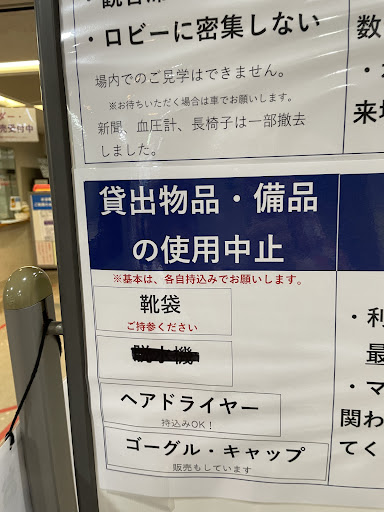 ・ロビーに密集しない
場内でのご見学はできません。
※お待ちいただく場合は車でお願いします。
新聞、血圧計、長椅子は一部撤去
しました。
貸出物品・備品
の使用中止
※基本は、各自持込みでお願いします。
靴袋
ご持参ください
ヘアドライヤー
持込みOK!
ゴーグル・キャップ
販売もしています
数
来場
・利
最
・マ
関わ
てく